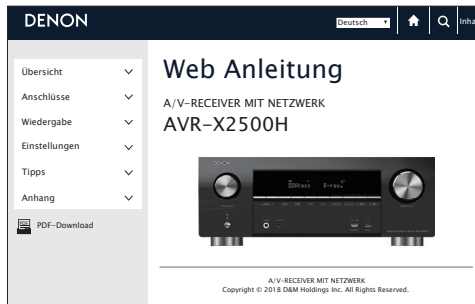 DENON
Deutsch
Inha
Übersicht
Anschlüsse
Wiedergabe
Einstellungen
Tipps
Anhang
PDF-Download
Web Anleitung
A/V-RECEIVER MIT NETZWERK
AVR-X2500H
DENON
A/V-RECEIVER MIT NETZWERK
Copyright © 2018 D&M Holdings Inc. All Rights Reserved.